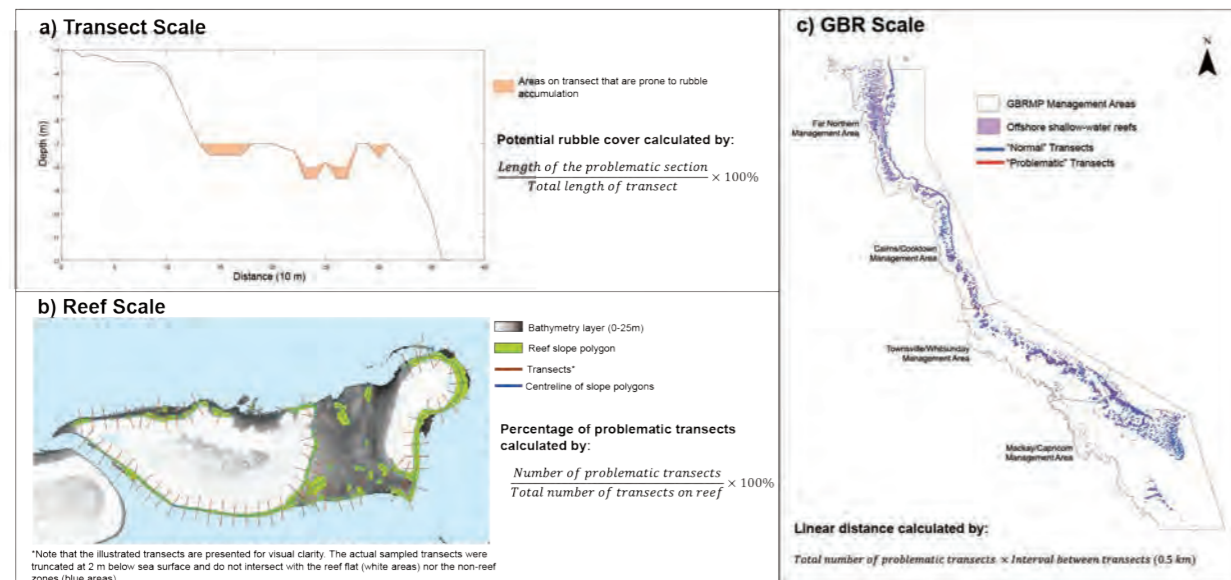 a) Transect Scale
Depth (m)
Distance (10 m)
Areas on transect that are prone to rubble
accumulation
Potential rubble cover calculated by:
Length of the problematic section
Total length of transect
× 100%
b) Reef Scale
Bathymetry layer (0-25m)
Reef slope polygon
Transects*
Centreline of slope polygons
Percentage of problematic transects
calculated by:
Number of problematic transects
Total number of transects on reef
× 100%
*Note that the illustrated transects are presented for visual clarity. The actual sampled transects were
truncated at 2 m below sea surface and do not intersect with the reef flat (white areas) nor the non-reef
zones (blue areas)
c) GBR Scale
N
GBRMP Management Areas
Offshore shallow-water reefs
"Normal" Transects
"Problematic" Transects
Far Northern
Management Area
Cairns/Cooktown
Management Area
Townsville/Whitsunday
Management Area
Mackay/Capricorn
Management Area
Linear distance calculated by:
Total number of problematic transects × Interval between transects (0.5 km)